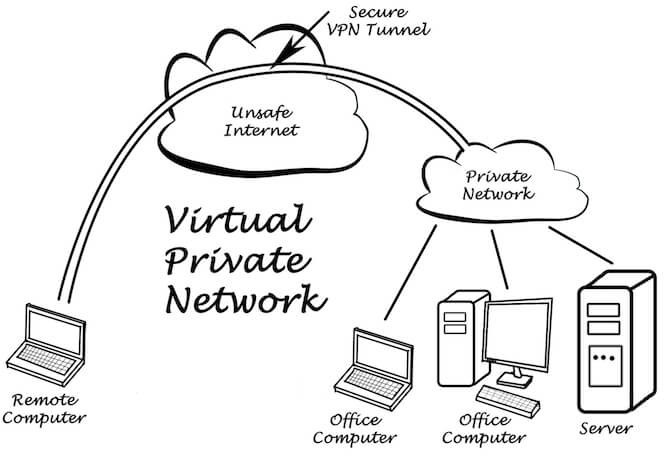 Secure
VPN Tunnel
Unsafe
Internet
Private
Network
Virtual
Private
Network
Remote
Computer
Office
Computer
Office
Computer
Server